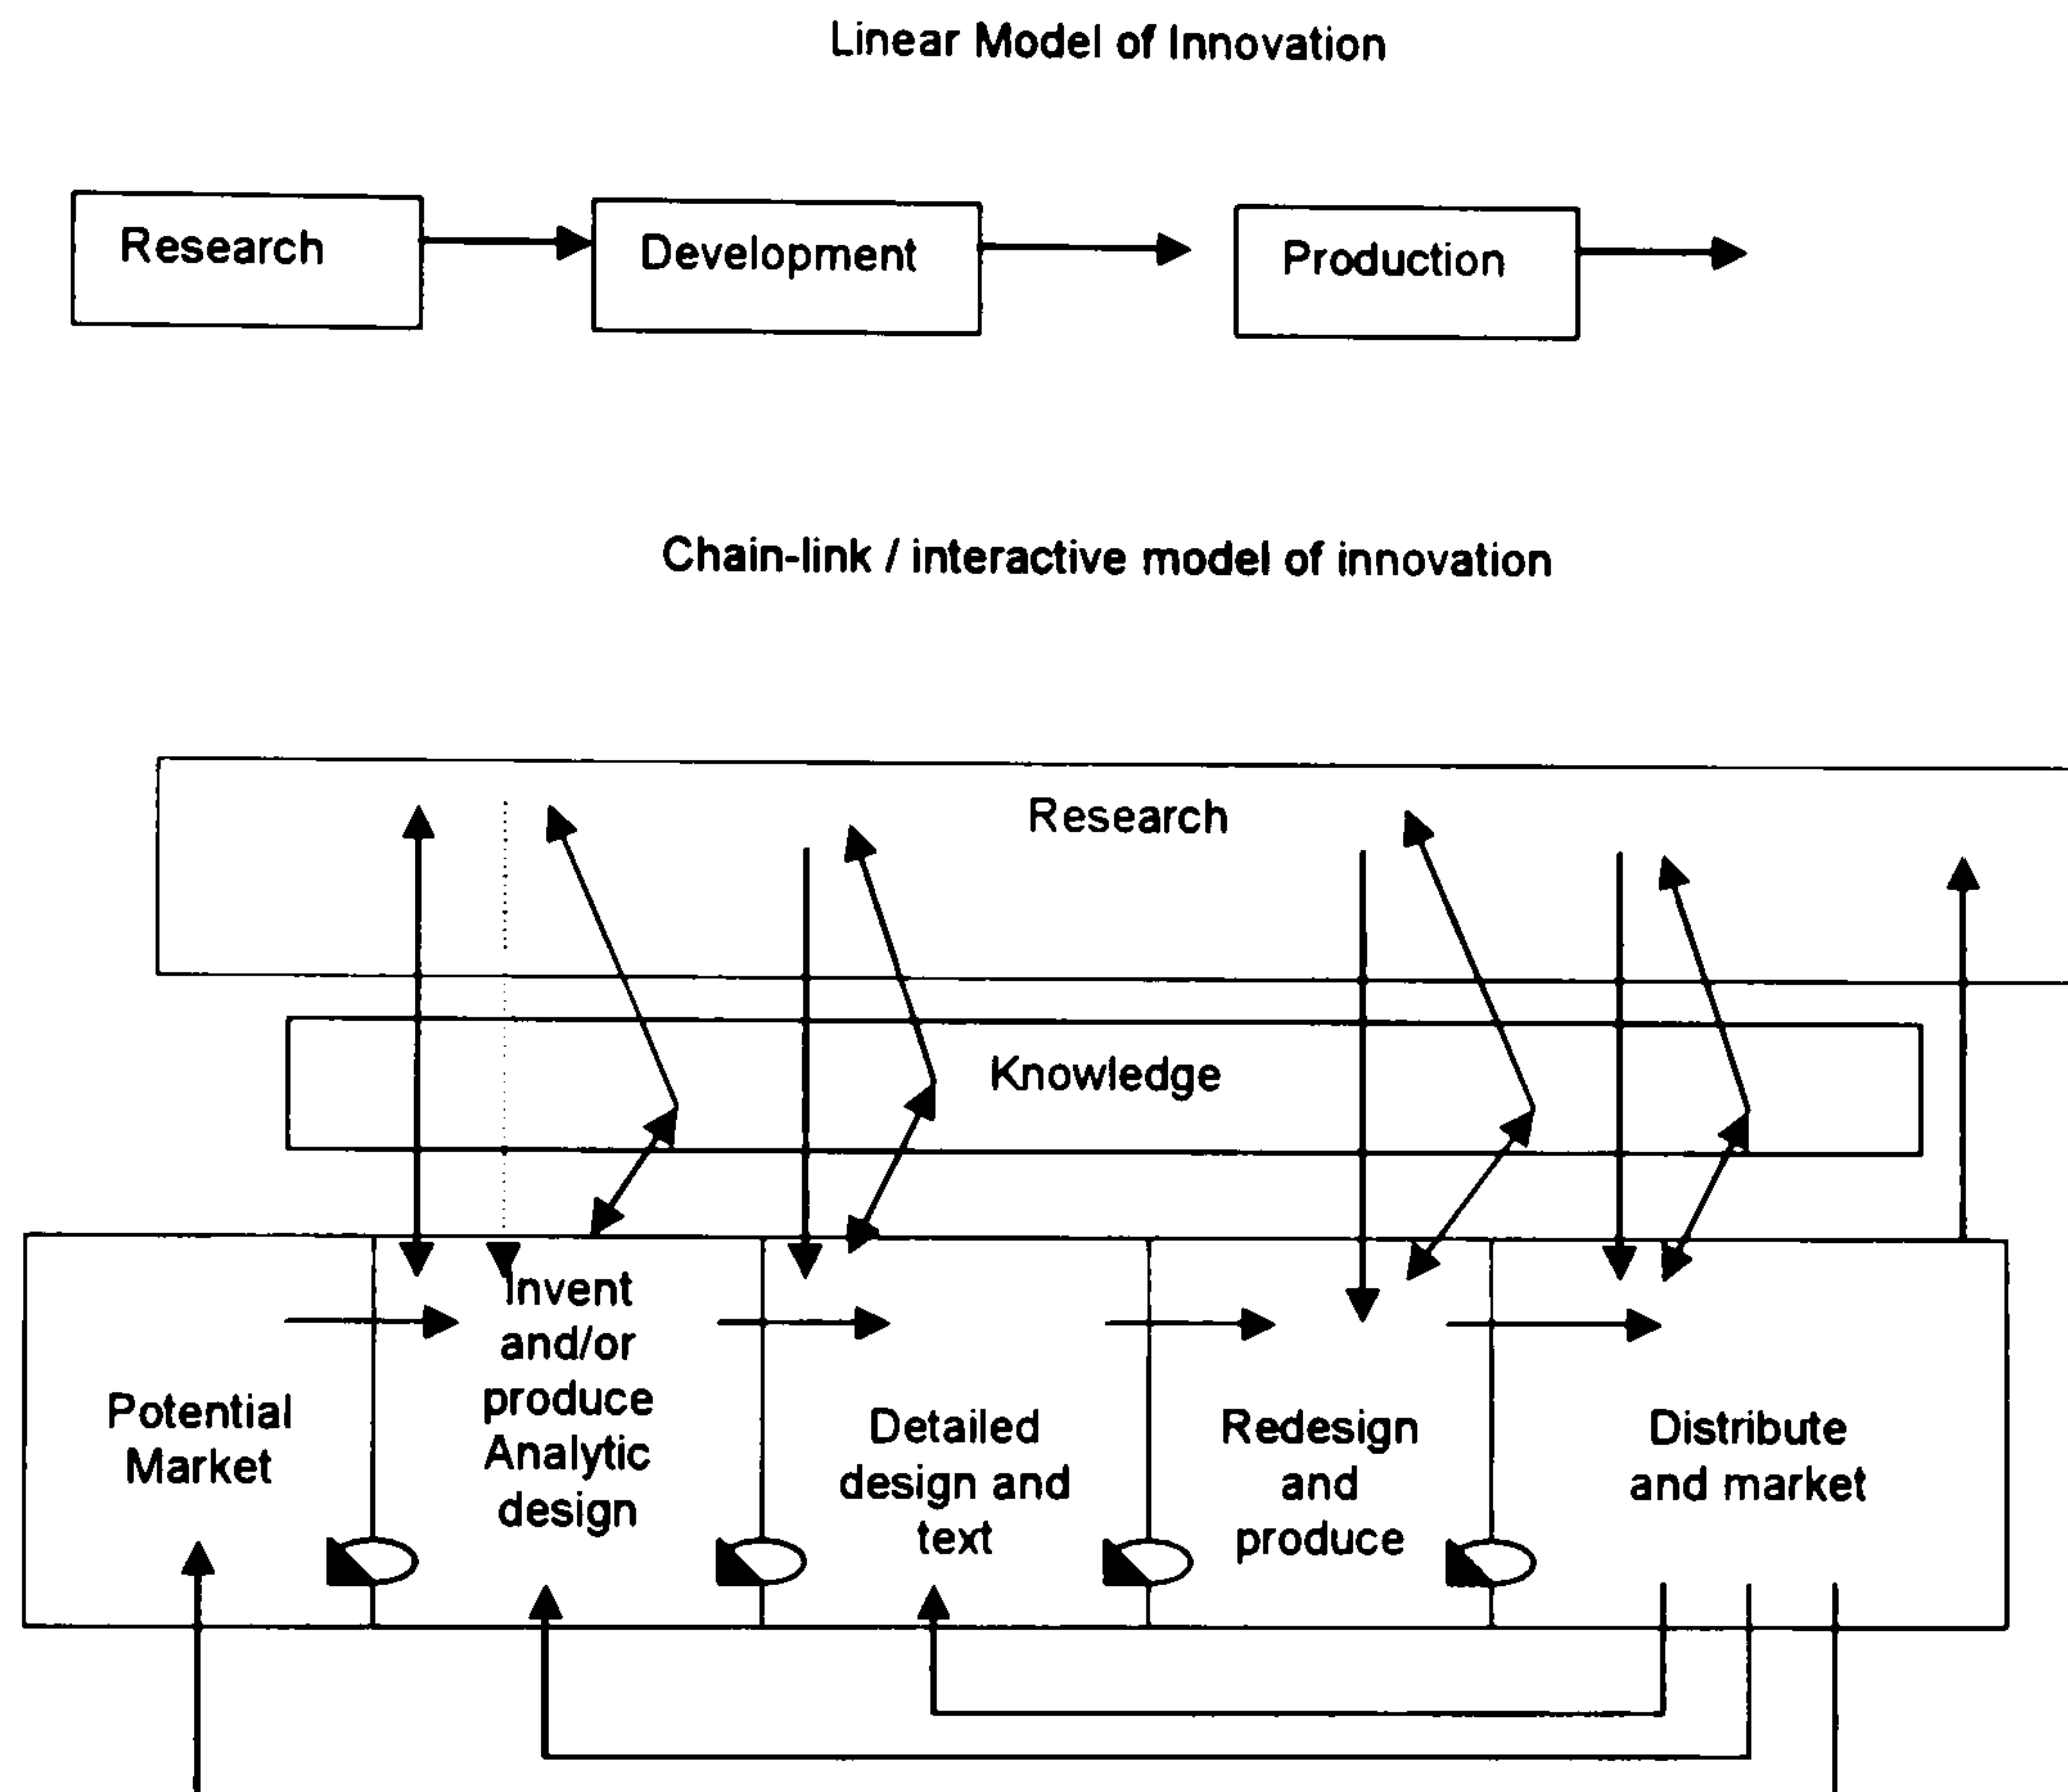 Linear Model of Innovation
Research
Development
Production
Chain-link / interactive model of innovation
Research
Knowledge
Potential
Market
Invent
and/or
produce
Analytic
design
Detailed
design and
text
Redesign
and
produce
Distribute
and market